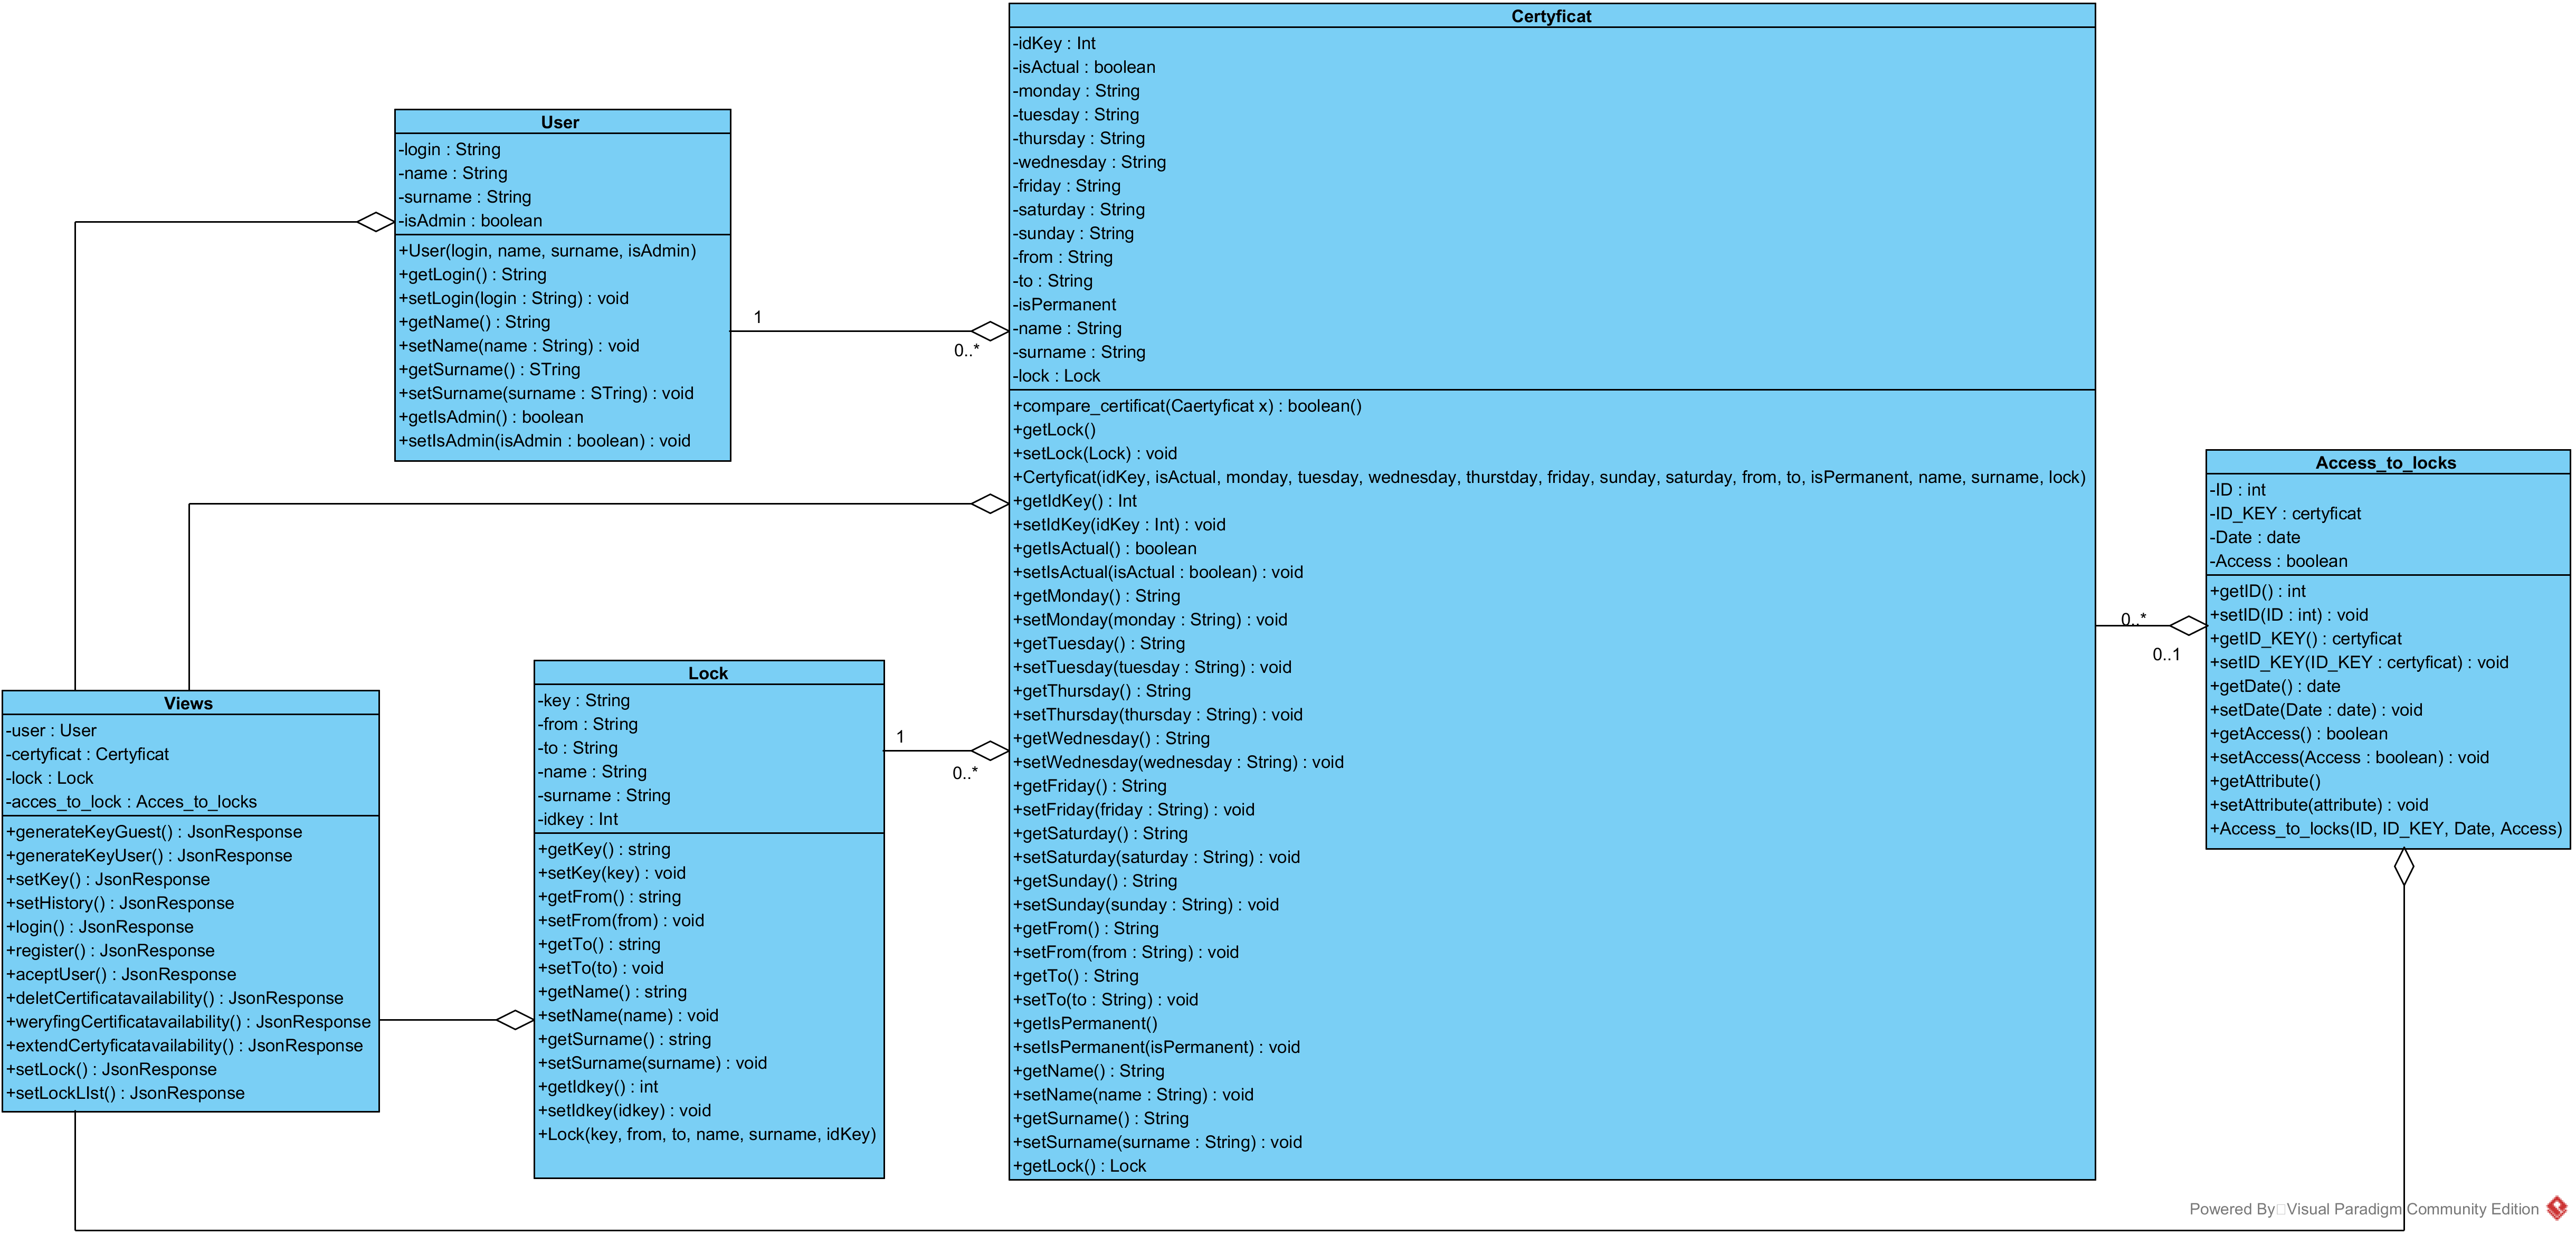 Certyficat
-idKey : Int
-isActual : boolean
-monday : String
-tuesday : String
-thursday : String
-wednesday : String
-friday : String
-saturday : String
-sunday : String
-from : String
-to : String
-isPermanent
-name : String
-surname : String
-lock : Lock
+compare_certificat(Caertyficat x) : boolean()
+getLock()
+setLock(Lock) : void
+Certyficat(idKey, isActual, monday, tuesday, wednesday, thurstday, friday, sunday, saturday, from, to, isPermanent, name, surname, lock)
+getIdKey() : Int
+setIdKey(idKey : Int) : void
+getIsActual() : boolean
+setIsActual(isActual : boolean) : void
+getMonday() : String
+setMonday(monday : String) : void
+getTuesday() : String
+setTuesday(tuesday : String) : void
+getThursday() : String
+setThursday(thursday : String) : void
+getWednesday() : String
+setWednesday(wednesday : String) : void
+getFriday() : String
+setFriday(friday : String) : void
+getSaturday() : String
+setSaturday(saturday : String) : void
+getSunday() : String
+setSunday(sunday : String) : void
+getFrom() : String
+setFrom(from : String) : void
+getTo() : String
+setTo(to : String) : void
+getIsPermanent()
+setIsPermanent(isPermanent) : void
+getName() : String
+setName(name : String) : void
+getSurname() : String
+setSurname(surname : String) : void
+getLock() : Lock
User
-login : String
-name : String
-surname : String
-isAdmin : boolean
+User(login, name, surname, isAdmin)
+getLogin() : String
+setLogin(login : String) : void
+getName() : String
+setName(name : String) : void
+getSurname() : STring
+setSurname(surname : STring) : void
+getIsAdmin() : boolean
+setIsAdmin(isAdmin : boolean) : void
1
0..*
Access_to_locks
-ID : int
-ID_KEY : certyficat
-Date : date
-Access : boolean
+getID() : int
+setID(ID : int) : void
+getID_KEY() : certyficat
+setID_KEY(ID_KEY : certyficat) : void
+getDate() : date
+setDate(Date : date) : void
+getAccess() : boolean
+setAccess(Access : boolean) : void
+getAttribute()
+setAttribute(attribute) : void
+Access_to_locks(ID, ID_KEY, Date, Access)
0..*
0..1
Lock
-key : String
-from : String
-to : String
-name : String
-surname : String
-idkey : Int
+getKey() : string
+setKey(key) : void
+getFrom() : string
+setFrom(from) : void
+getTo() : string
+setTo(to) : void
+getName() : string
+setName(name) : void
+getSurname() : string
+setSurname(surname) : void
+getIdkey() : int
+setIdkey(idkey) : void
+Lock(key, from, to, name, surname, idKey)
1
0..*
Views
-user : User
-certyficat : Certyficat
-lock : Lock
-acces_to_lock : Acces_to_locks
+generateKeyGuest() : JsonResponse
+generateKeyUser() : JsonResponse
+setKey() : JsonResponse
+setHistory() : JsonResponse
+login() : JsonResponse
+register() : JsonResponse
+aceptUser() : JsonResponse
+deletCertificatavailability() : JsonResponse
+weryfingCertificatavailability() : JsonResponse
+extendCertyficatavailability() : JsonResponse
+setLock() : JsonResponse
+setLockLIst() : JsonResponse
Powered By Visual Paradigm Community Edition